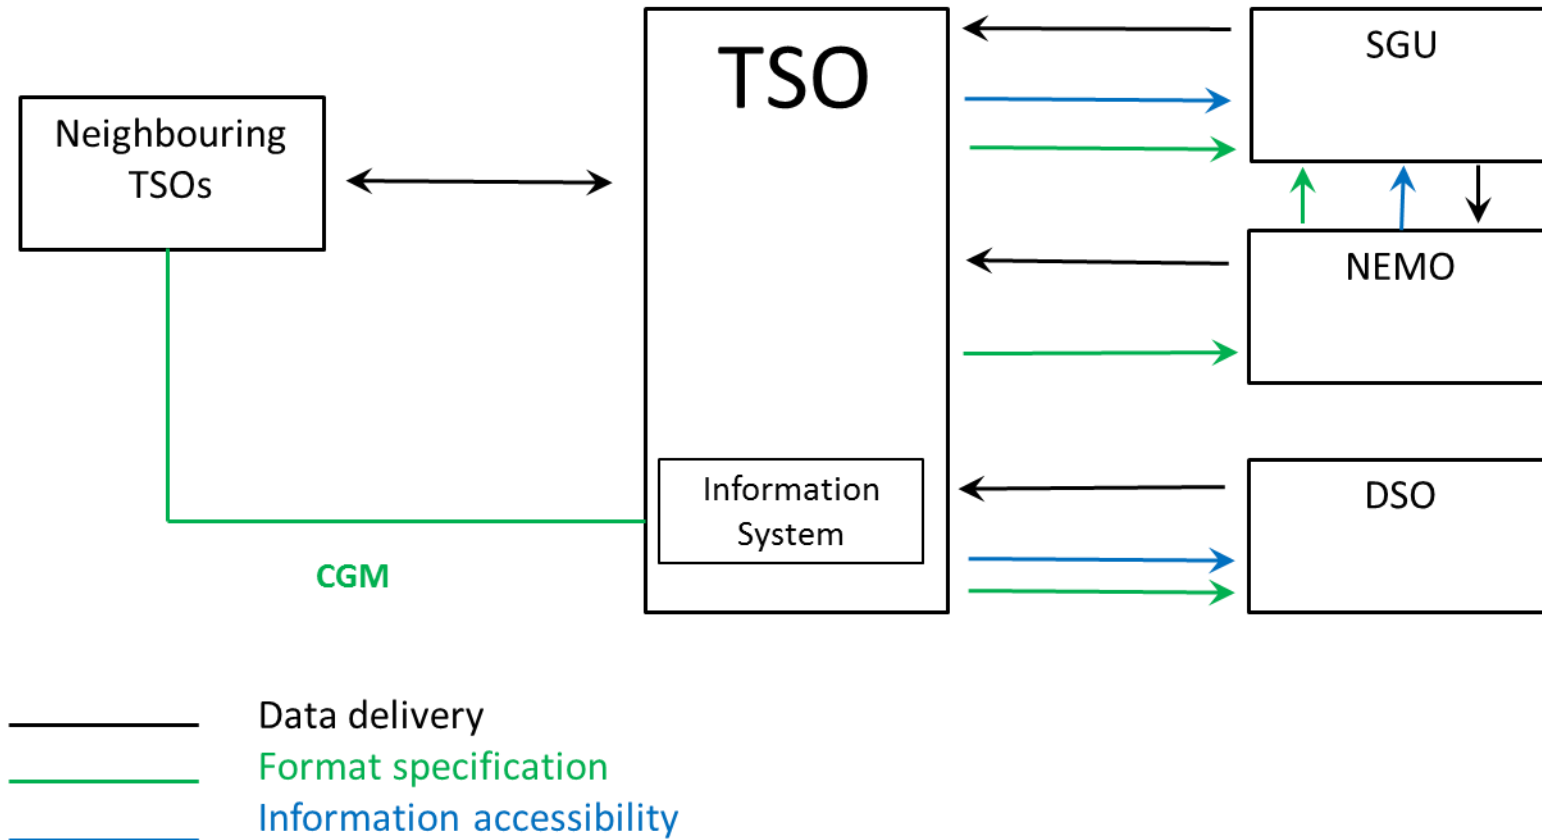 TSO
SGU
Neighbouring
TSOs
NEMO
Information
System
DSO
CGM
Data delivery
Format specification
Information accessibility